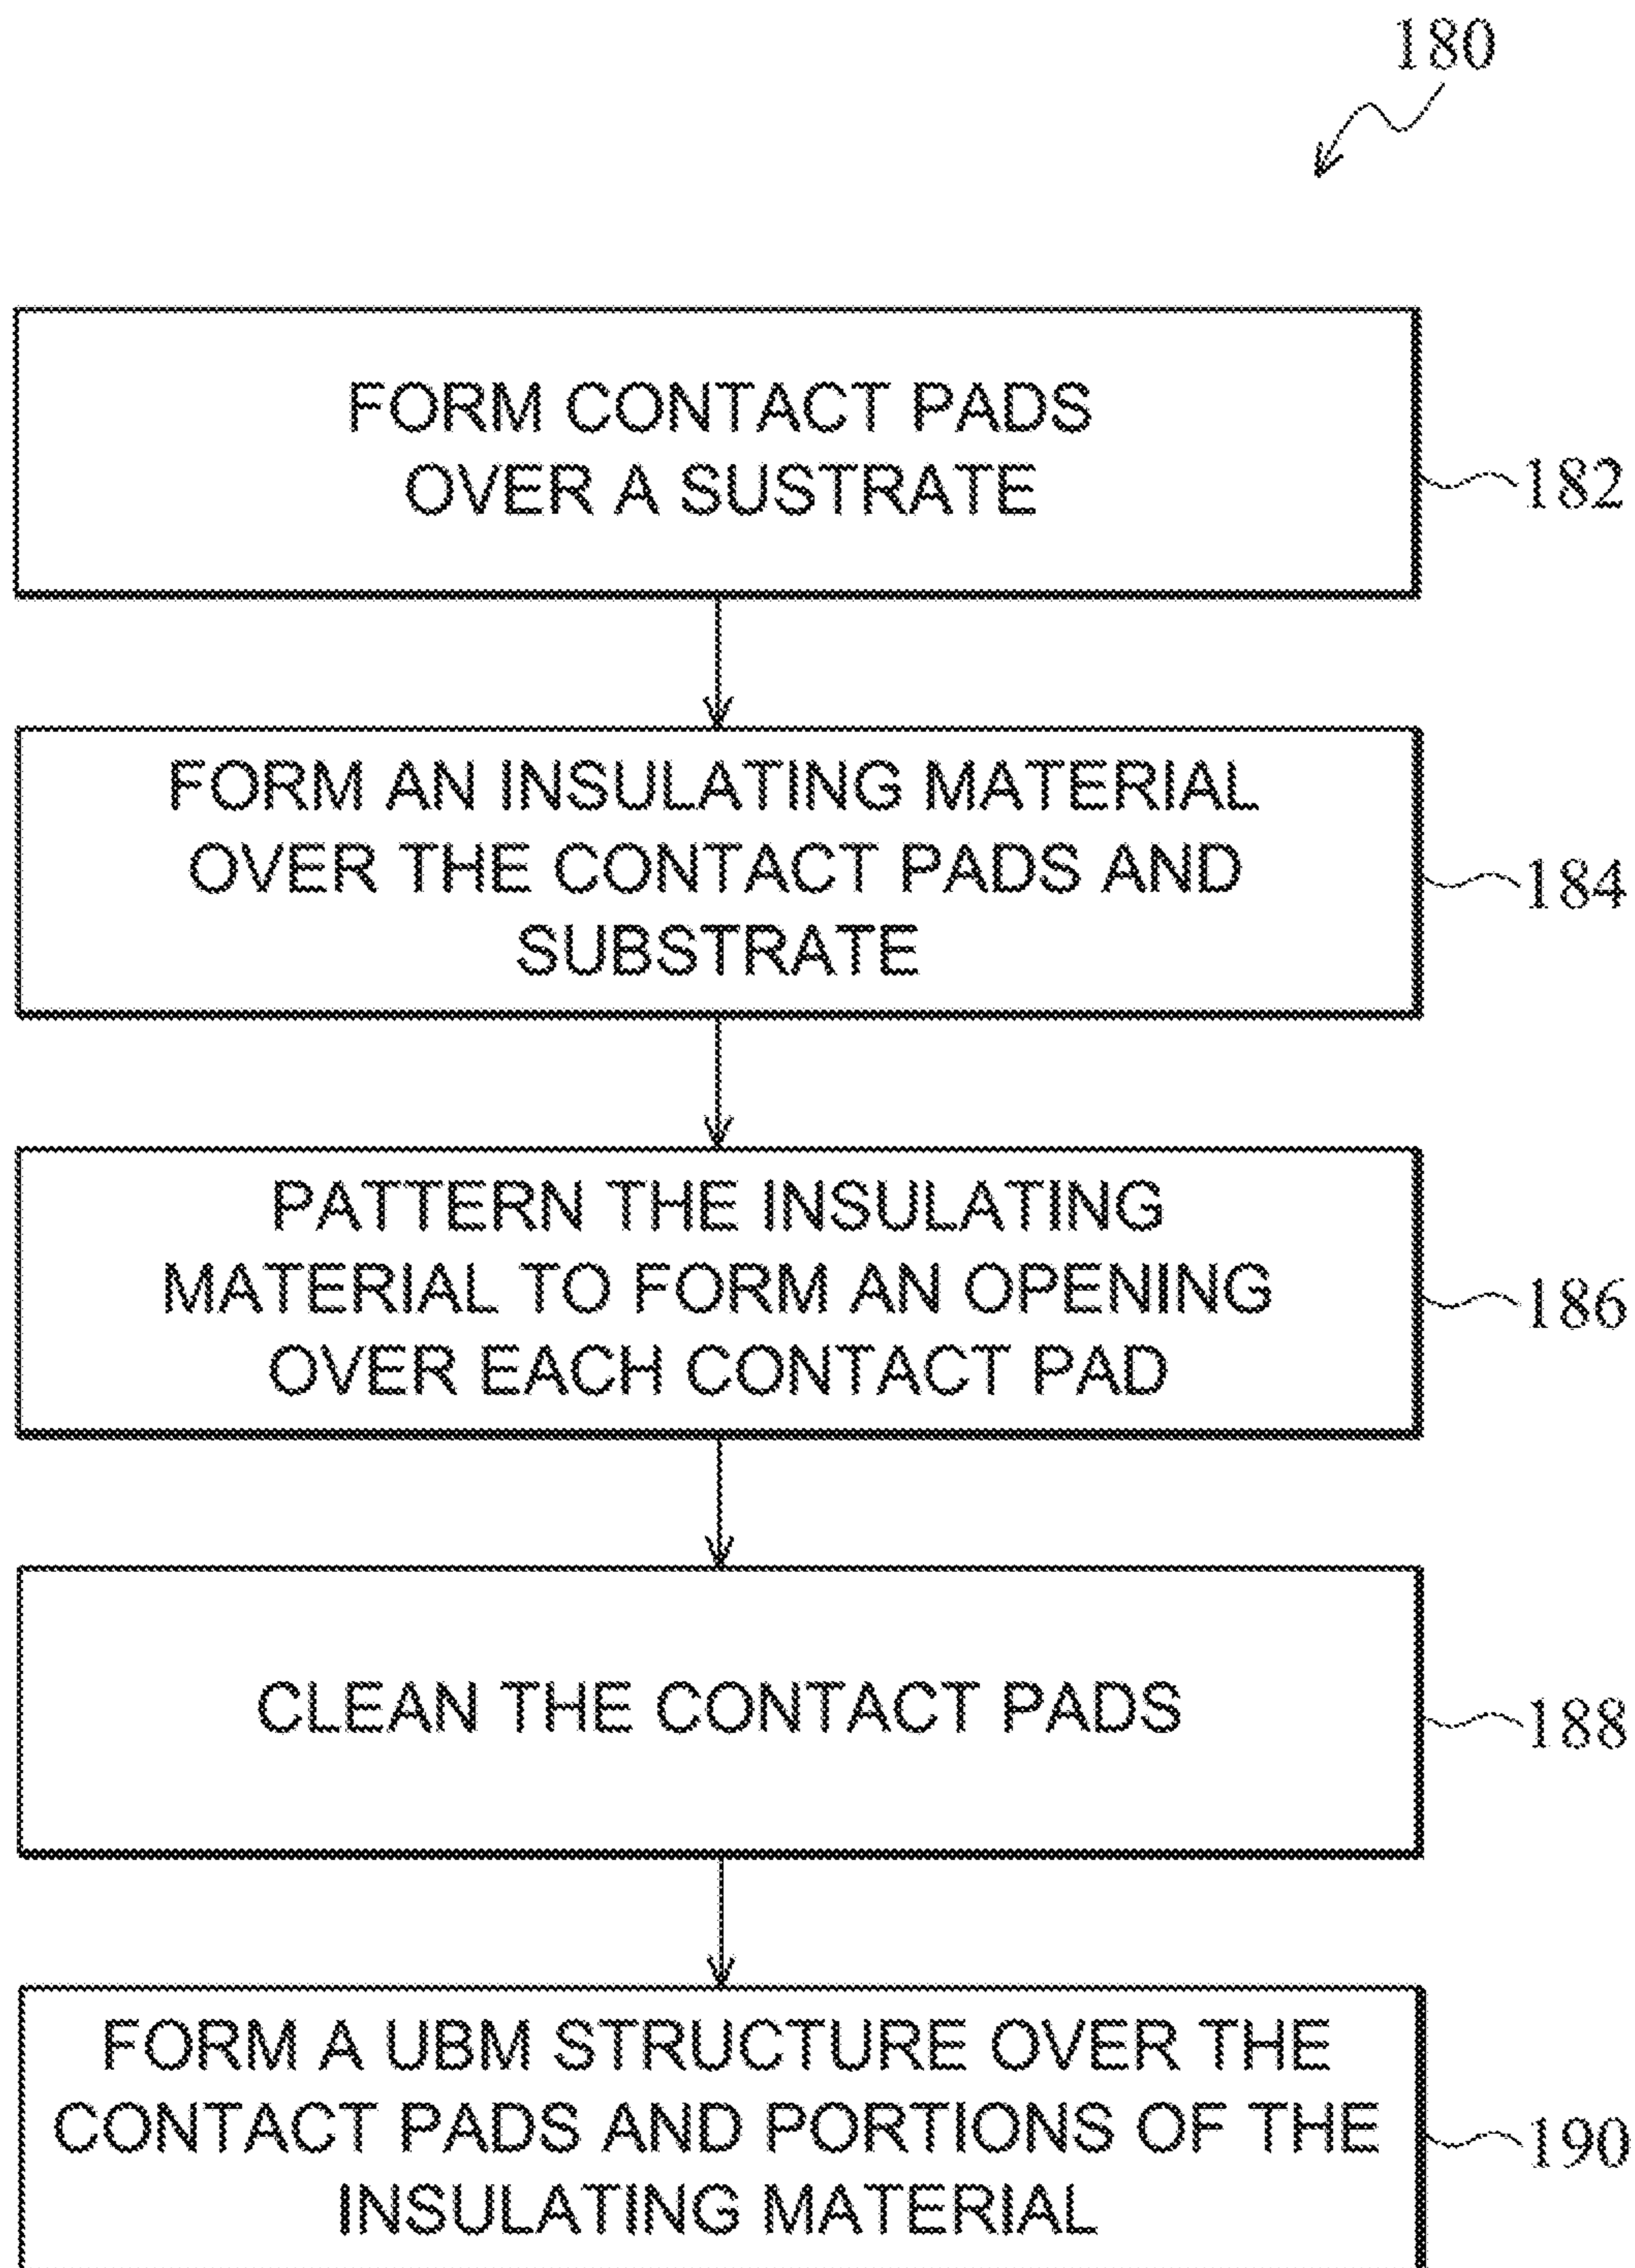 180
FORM CONTACT PADS
OVER A SUSTRATE
182
FORM AN INSULATING MATERIAL
OVER THE CONTACT PADS AND
SUBSTRATE
184
PATTERN THE INSULATING
MATERIAL TO FORM AN OPENING
OVER EACH CONTACT PAD
186
CLEAN THE CONTACT PADS
188
FORM A UBM STRUCTURE OVER THE
CONTACT PADS AND PORTIONS OF THE
INSULATING MATERIAL
190